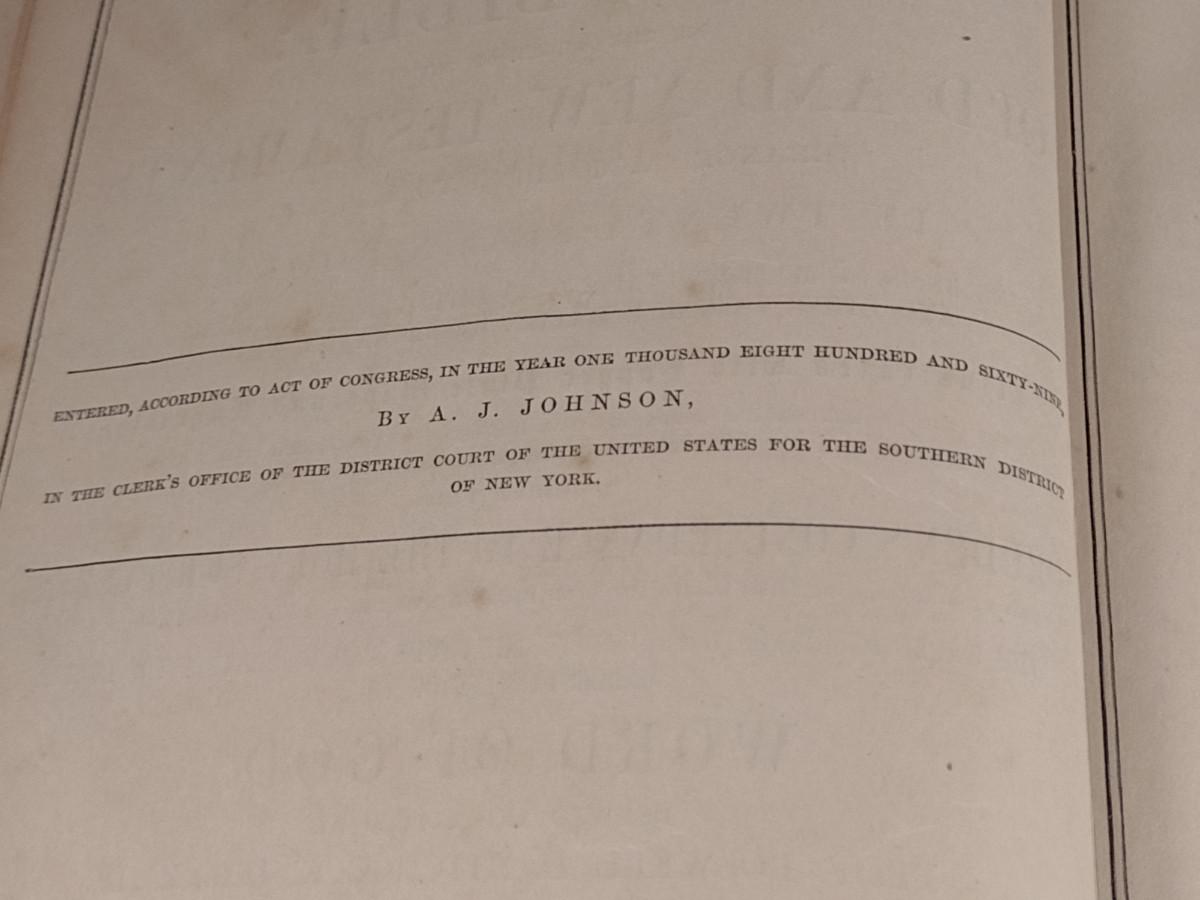 ENTERED, ACCORDING TO ACT OF CONGRESS, IN THE YEAR ONE THOUSAND EIGHT HUNDRED AND SIXTY-NINE,
BY A. J. JOHNSON,
IN THE CLERK'S OFFICE OF THE DISTRICT COURT OF THE UNITED STATES FOR THE SOUTHERN DISTRICT
OF NEW YORK.